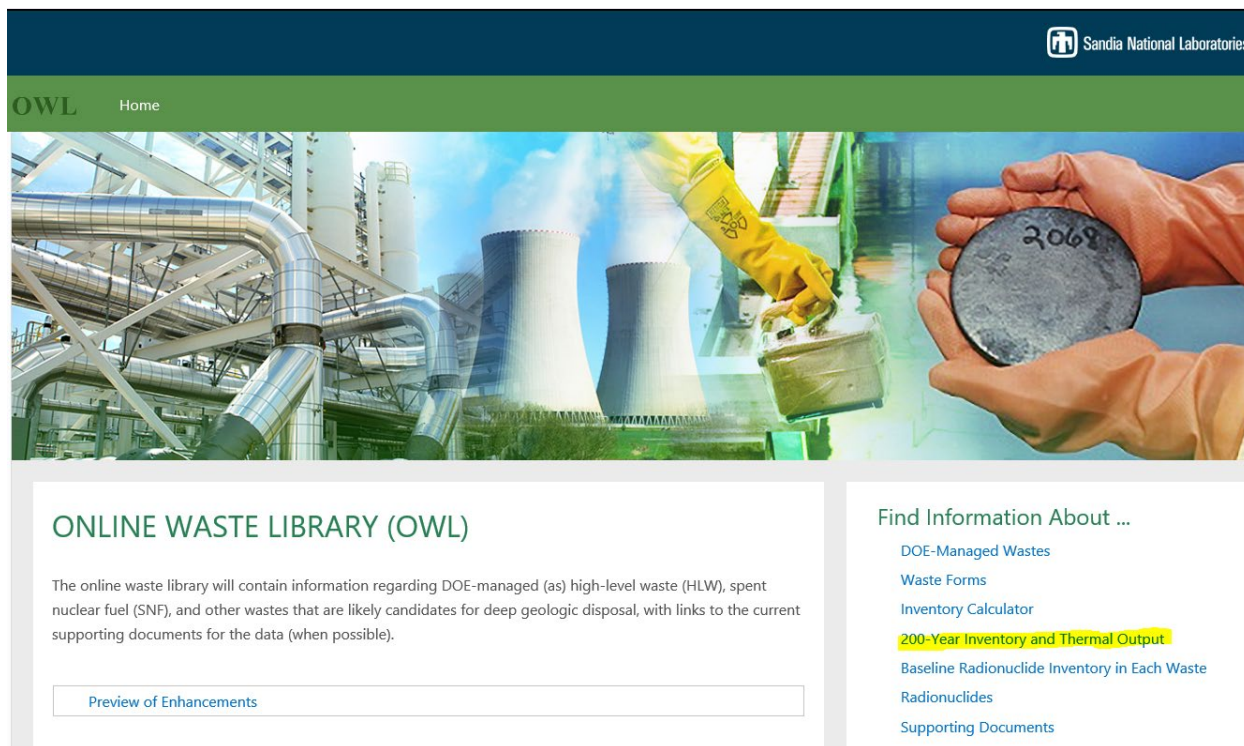 Sandia National Laboratories
OWL Home
2068
ONLINE WASTE LIBRARY (OWL)
The online waste library will contain information regarding DOE-managed (as) high-level waste (HLW), spent
nuclear fuel (SNF), and other wastes that are likely candidates for deep geologic disposal, with links to the current
supporting documents for the data (when possible).
Preview of Enhancements
Find Information About ...
DOE-Managed Wastes
Waste Forms
Inventory Calculator
200-Year Inventory and Thermal Output
Baseline Radionuclide Inventory in Each Waste
Radionuclides
Supporting Documents